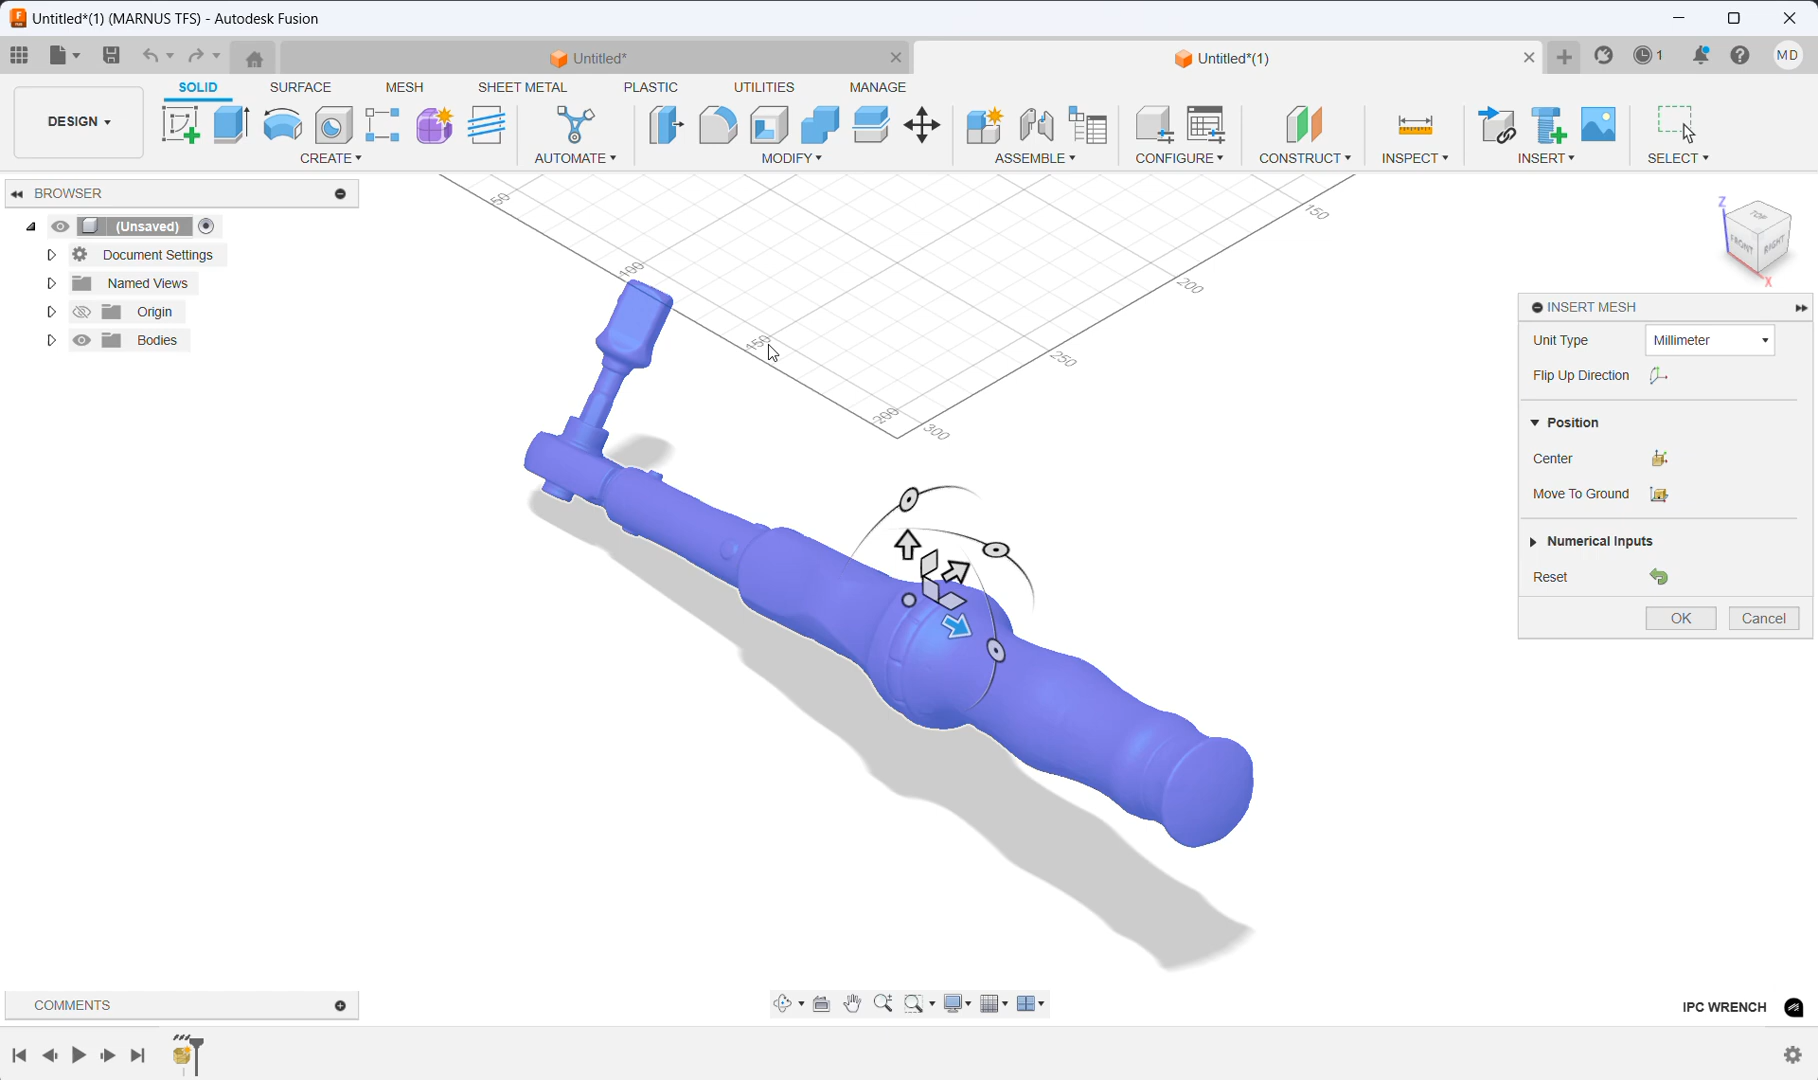 Untitled*(1) (MARNUS TFS) - Autodesk Fusion
Untitled*
Untitled*(1)
1
MD
DESIGN
SOLID
SURFACE
MESH
SHEET METAL
PLASTIC
UTILITIES
MANAGE
CREATE
AUTOMATE
MODIFY
ASSEMBLE
CONFIGURE
CONSTRUCT
INSPECT
INSERT
SELECT
BROWSER
(Unsaved)
Document Settings
Named Views
Origin
Bodies
50
100
150
200
150
200
250
300
Z
TOP
FRONT
RIGHT
X
INSERT MESH
Unit Type
Millimeter
Flip Up Direction
Position
Center
Move To Ground
Numerical Inputs
Reset
OK
Cancel
COMMENTS
IPC WRENCH